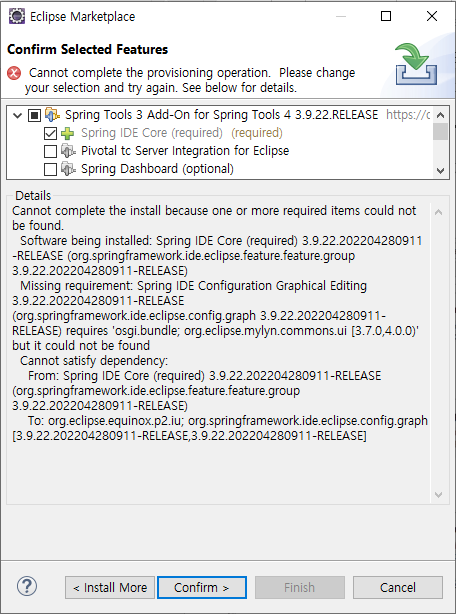 Eclipse Marketplace
Confirm Selected Features
Cannot complete the provisioning operation.  Please change
your selection and try again. See below for details.
Spring Tools 3 Add-On for Spring Tools 4 3.9.22.RELEASE  https://c
Spring IDE Core (required)  (required)
Pivotal tc Server Integration for Eclipse
Spring Dashboard (optional)
Details
Cannot complete the install because one or more required items could not
be found.
Software being installed: Spring IDE Core (required) 3.9.22.202204280911
-RELEASE (org.springframework.ide.eclipse.feature.feature.group
3.9.22.202204280911-RELEASE)
Missing requirement: Spring IDE Configuration Graphical Editing
3.9.22.202204280911-RELEASE
(org.springframework.ide.eclipse.config.graph 3.9.22.202204280911-
RELEASE) requires 'osgi.bundle; org.eclipse.mylyn.commons.ui [3.7.0,4.0.0)'
but it could not be found
Cannot satisfy dependency:
From: Spring IDE Core (required) 3.9.22.202204280911-RELEASE
(org.springframework.ide.eclipse.feature.feature.group
3.9.22.202204280911-RELEASE)
To: org.eclipse.equinox.p2.iu; org.springframework.ide.eclipse.config.graph
[3.9.22.202204280911-RELEASE,3.9.22.202204280911-RELEASE]
?
< Install More
Confirm >
Finish
Cancel